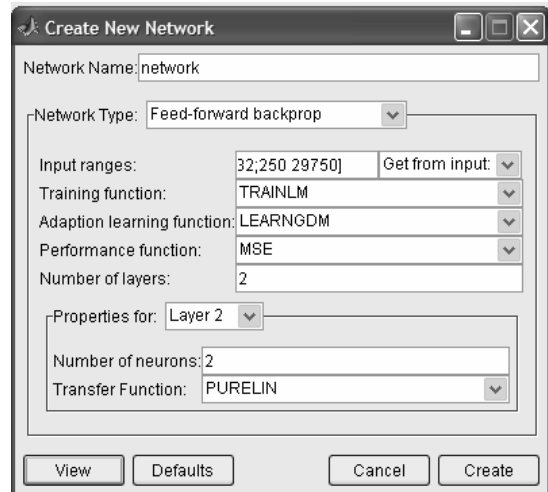 Create New Network
Network Name: network
Network Type: Feed-forward backprop
Input ranges: 32;250 29750] Get from input:
Training function: TRAINLM
Adaption learning function: LEARNGDM
Performance function: MSE
Number of layers: 2
Properties for: Layer 2
Number of neurons: 2
Transfer Function: PURELIN
View Defaults Cancel Create